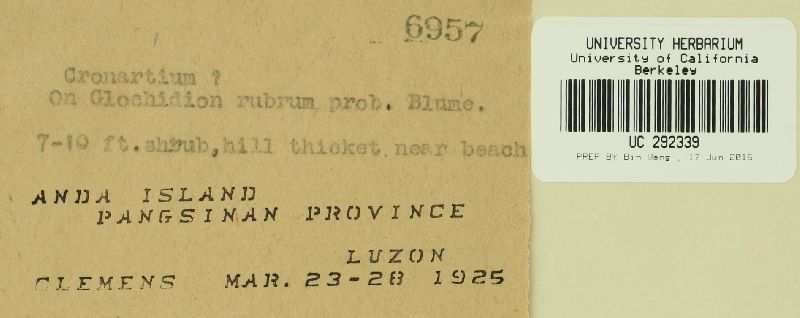 6957
Cronartium ?
On Glochidion rubrum prob. Blume.
7-10 ft. shrub, hill thicket near beach
ANDA ISLAND
PANGSINAN PROVINCE
LUZON
CLEMENS MAR. 23-28 1925
UNIVERSITY HERBARIUM
University of California
Berkeley
UC 292339
PREP BY Bin Wang , 17 Jun 2016